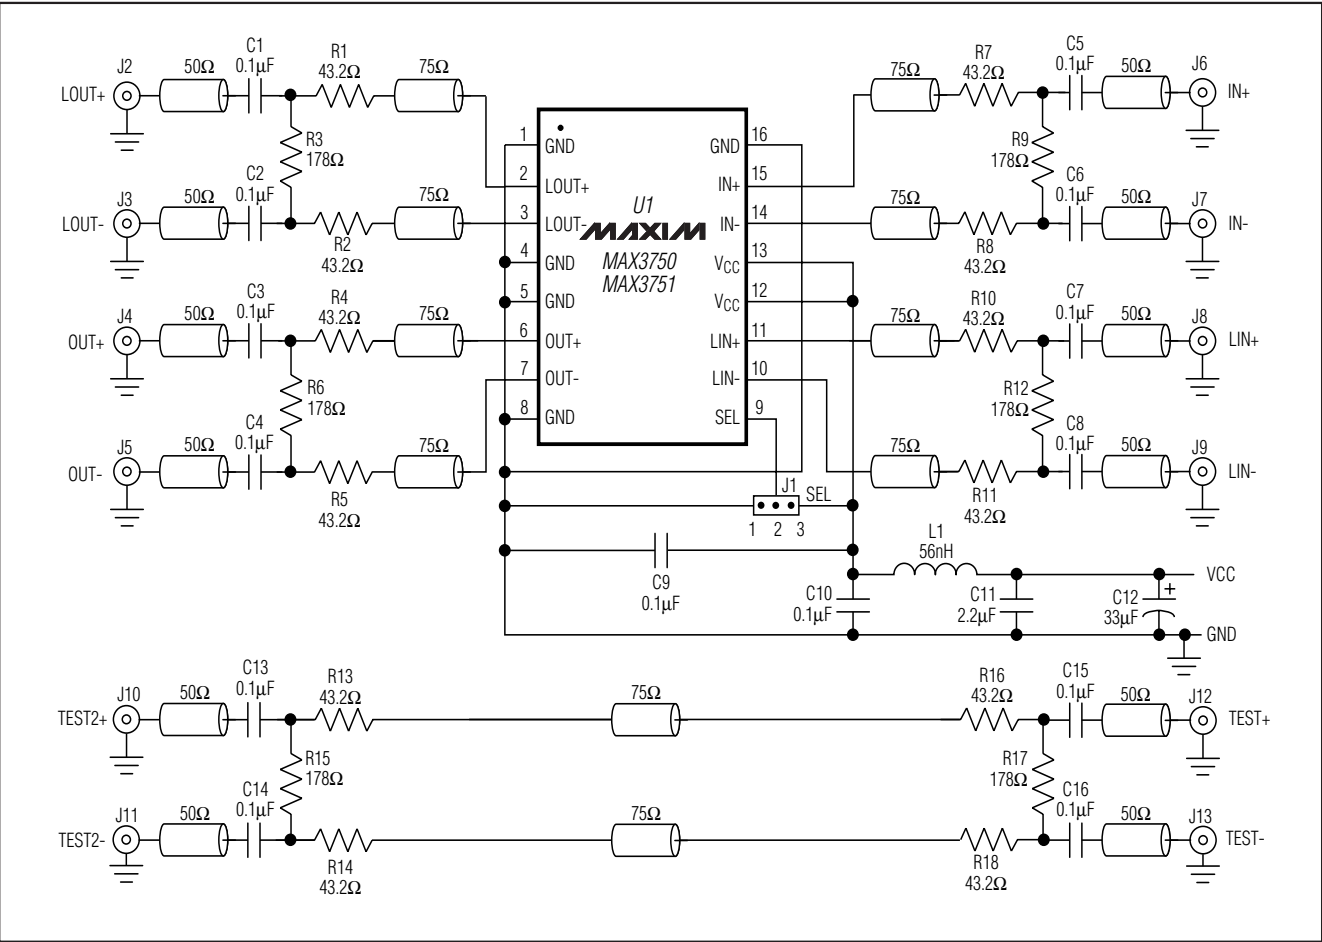 J2
LOUT+
50Ω
C1
0.1µF
R1
43.2Ω
75Ω
R3
178Ω
J3
LOUT-
50Ω
C2
0.1µF
R2
43.2Ω
75Ω
J4
OUT+
50Ω
C3
0.1µF
R4
43.2Ω
75Ω
R6
178Ω
J5
OUT-
50Ω
C4
0.1µF
R5
43.2Ω
75Ω
1 GND
2 LOUT+
3 LOUT-
4 GND
5 GND
6 OUT+
7 OUT-
8 GND
U1
MAXIM
MAX3750
MAX3751
16 GND
15 IN+
14 IN-
13 VCC
12 VCC
11 LIN+
10 LIN-
9 SEL
75Ω
R7
43.2Ω
C5
0.1µF
50Ω
J6
IN+
R9
178Ω
75Ω
R8
43.2Ω
C6
0.1µF
50Ω
J7
IN-
75Ω
R10
43.2Ω
C7
0.1µF
50Ω
J8
LIN+
R12
178Ω
75Ω
R11
43.2Ω
C8
0.1µF
50Ω
J9
LIN-
J1
SEL
1 2 3
C9
0.1µF
L1
56nH
C10
0.1µF
C11
2.2µF
C12
33µF
+
VCC
GND
J10
TEST2+
50Ω
C13
0.1µF
R13
43.2Ω
75Ω
R16
43.2Ω
C15
0.1µF
50Ω
J12
TEST+
R15
178Ω
R17
178Ω
J11
TEST2-
50Ω
C14
0.1µF
R14
43.2Ω
75Ω
R18
43.2Ω
C16
0.1µF
50Ω
J13
TEST-